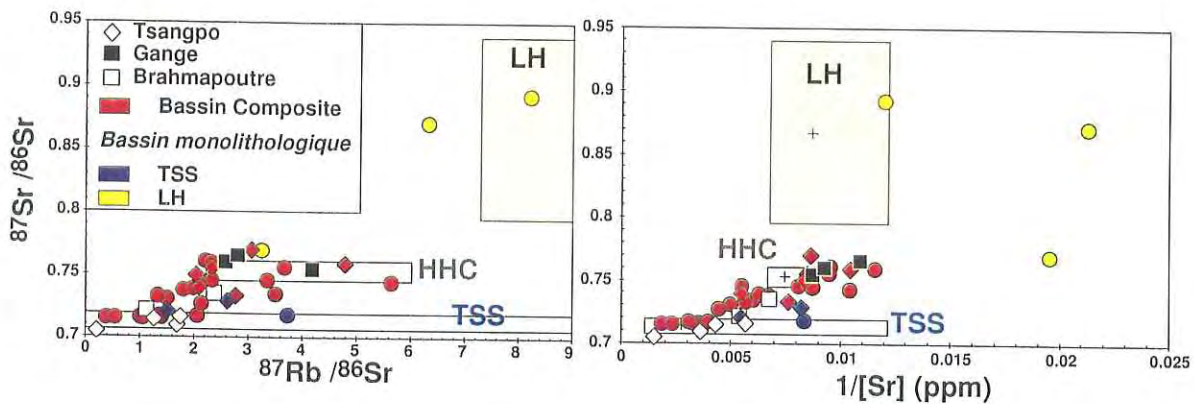 0.95
0.9
0.85
0.8
0.75
0.7
⁸⁷Sr /⁸⁶Sr
Tsangpo
Gange
Brahmapoutre
Bassin Composite
Bassin monolithologique
TSS
LH
LH
HHC
TSS
0 1 2 3 4 5 6 7 8 9
⁸⁷Rb /⁸⁶Sr
0.95
0.9
0.85
0.8
0.75
0.7
LH
HHC
TSS
0 0.005 0.01 0.015 0.02 0.025
1/[Sr] (ppm)